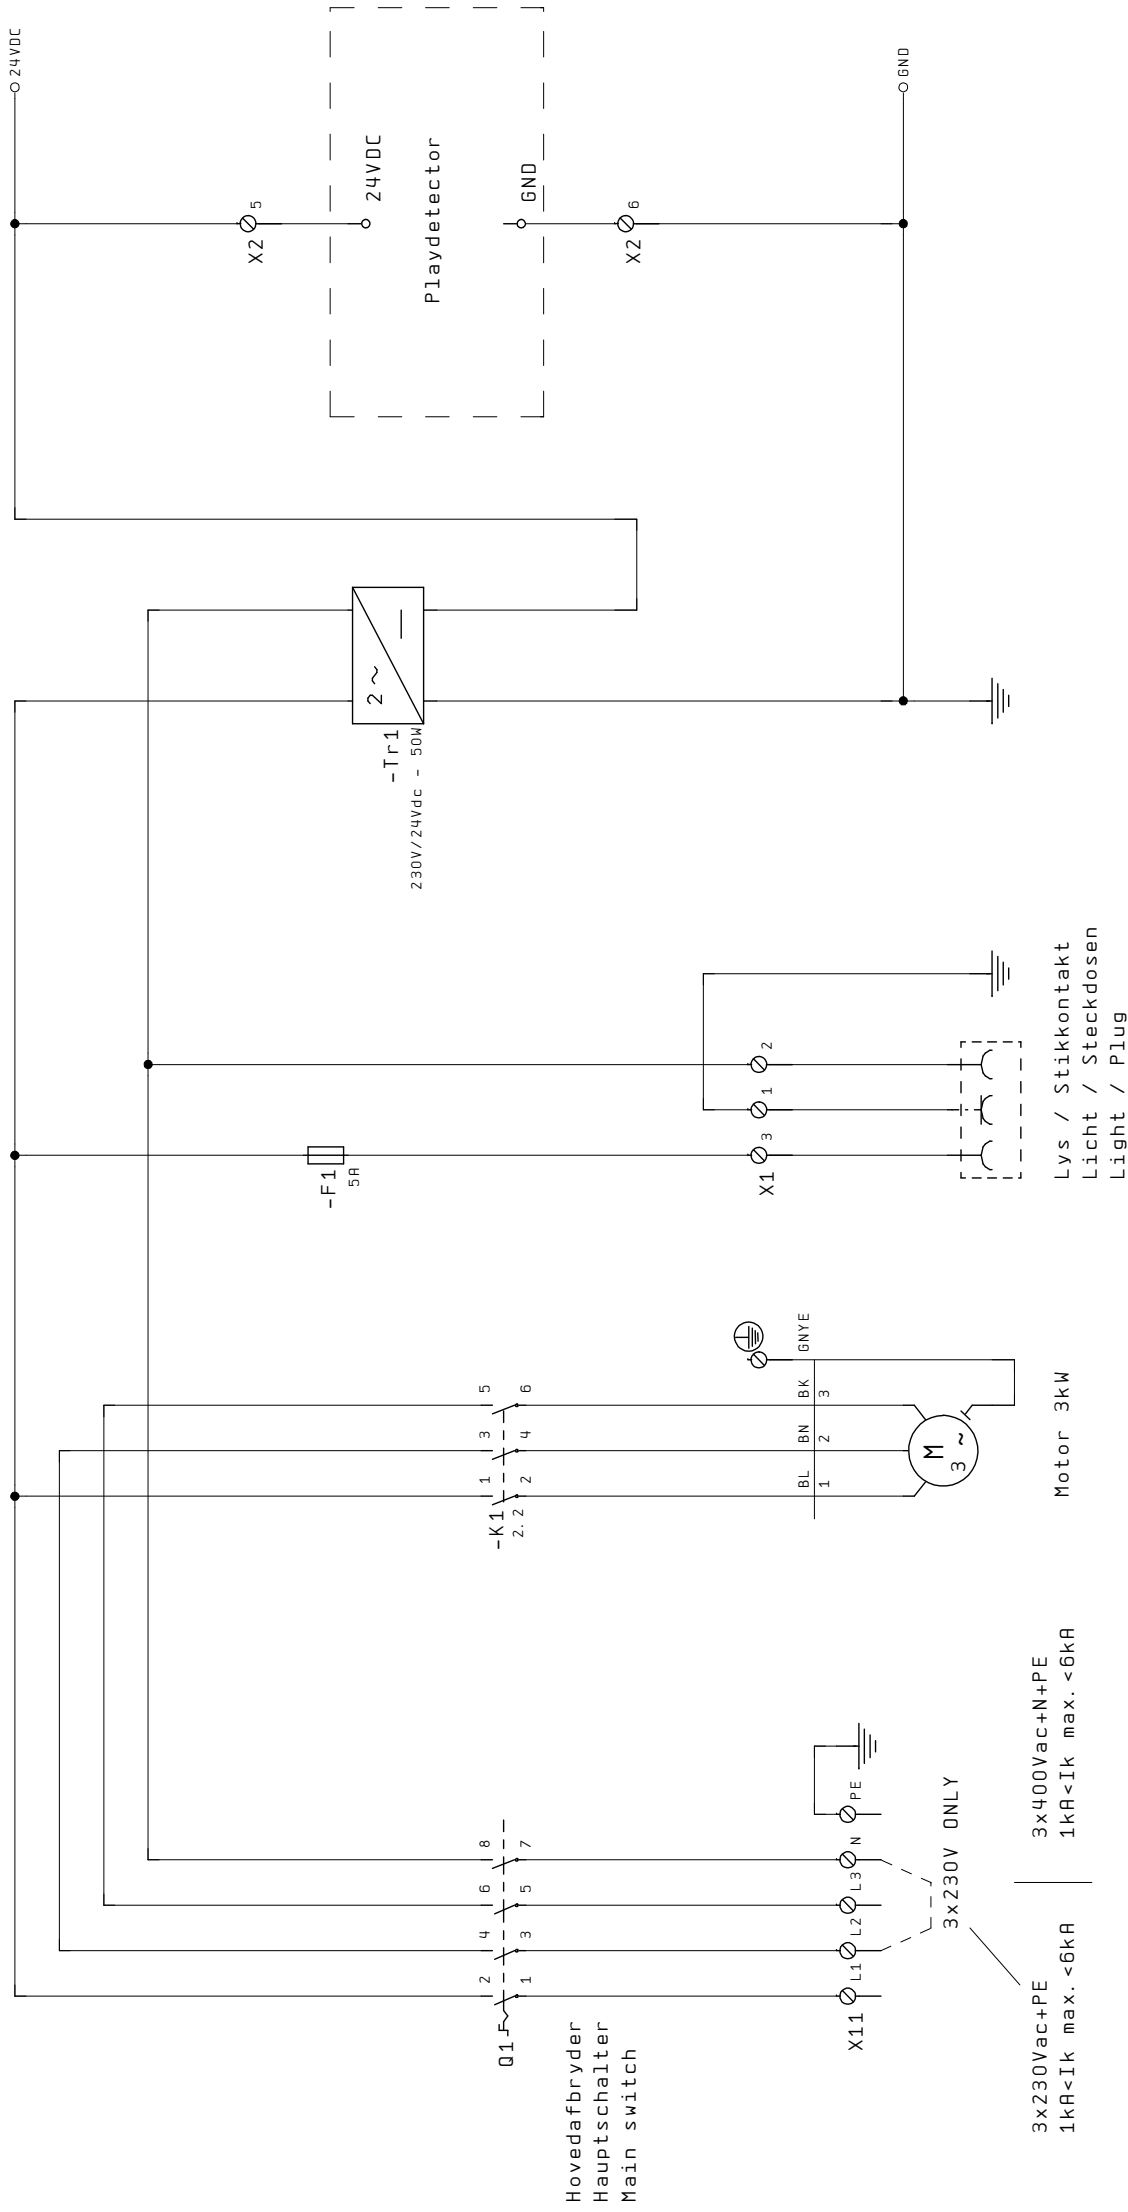 Hovedafbryder
Hauptschalter
Main switch
Q1
2
4
6
8
1
3
5
7
X11
L1
L2
L3
N
PE
3x230V ONLY
3x230Vac+PE
1kA<Ik max.<6kA
3x400Vac+N+PE
1kA<Ik max.<6kA
-K1
2.2
1
3
5
2
4
6
BL
BN
BK
GNYE
1
2
3
M
3 ~
Motor 3kW
-F1
5A
X1
3
1
2
Lys / Stikkontakt
Licht / Steckdosen
Light / Plug
-Tr1
230V/24Vdc - 50W
2 ~
X2
5
24VDC
Playdetector
GND
X2
6
24VDC
GND